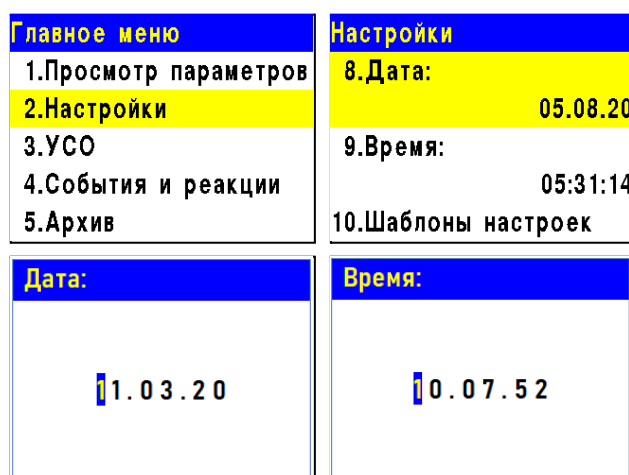 Главное меню
1.Просмотр параметров
2.Настройки
3.УСО
4.События и реакции
5.Архив
Настройки
8.Дата:
05.08.20
9.Время:
05:31:14
10.Шаблоны настроек
Дата:
11.03.20
Время:
10.07.52